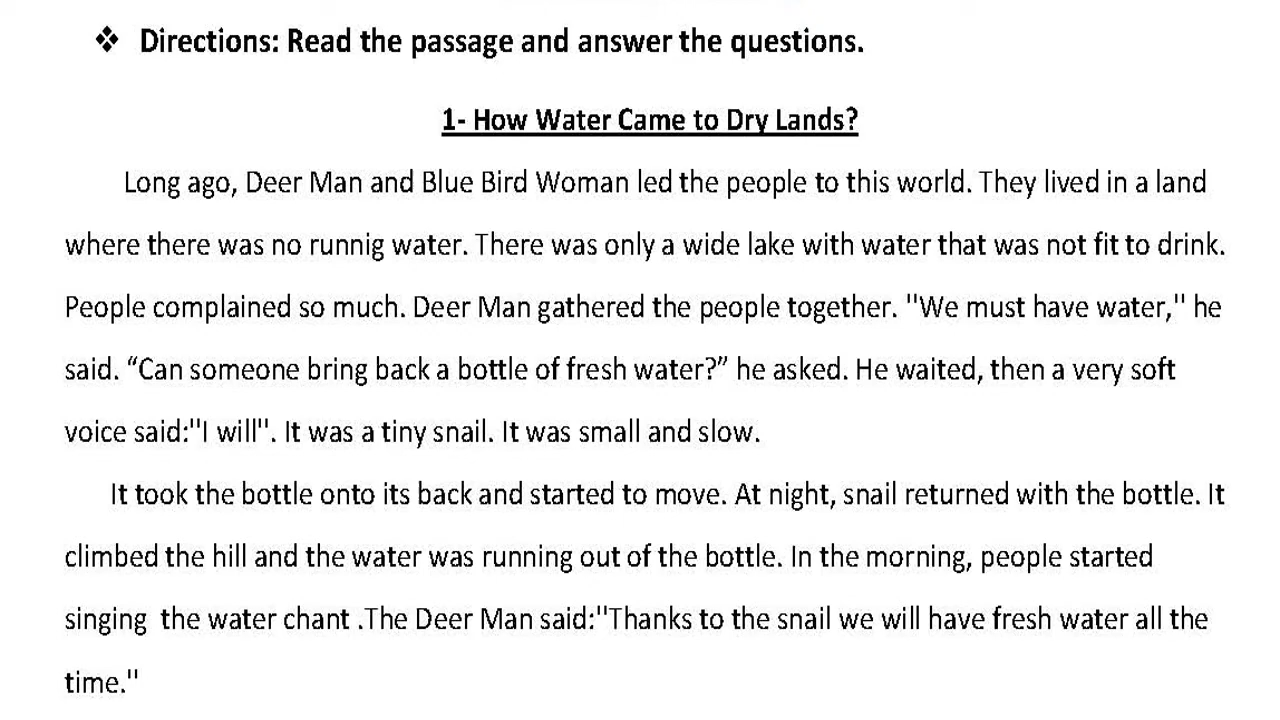 ❖ Directions: Read the passage and answer the questions.
1- How Water Came to Dry Lands?
Long ago, Deer Man and Blue Bird Woman led the people to this world. They lived in a land
where there was no runnig water. There was only a wide lake with water that was not fit to drink.
People complained so much. Deer Man gathered the people together. "We must have water," he
said. “Can someone bring back a bottle of fresh water?” he asked. He waited, then a very soft
voice said:"I will". It was a tiny snail. It was small and slow.
It took the bottle onto its back and started to move. At night, snail returned with the bottle. It
climbed the hill and the water was running out of the bottle. In the morning, people started
singing  the water chant .The Deer Man said:"Thanks to the snail we will have fresh water all the
time."